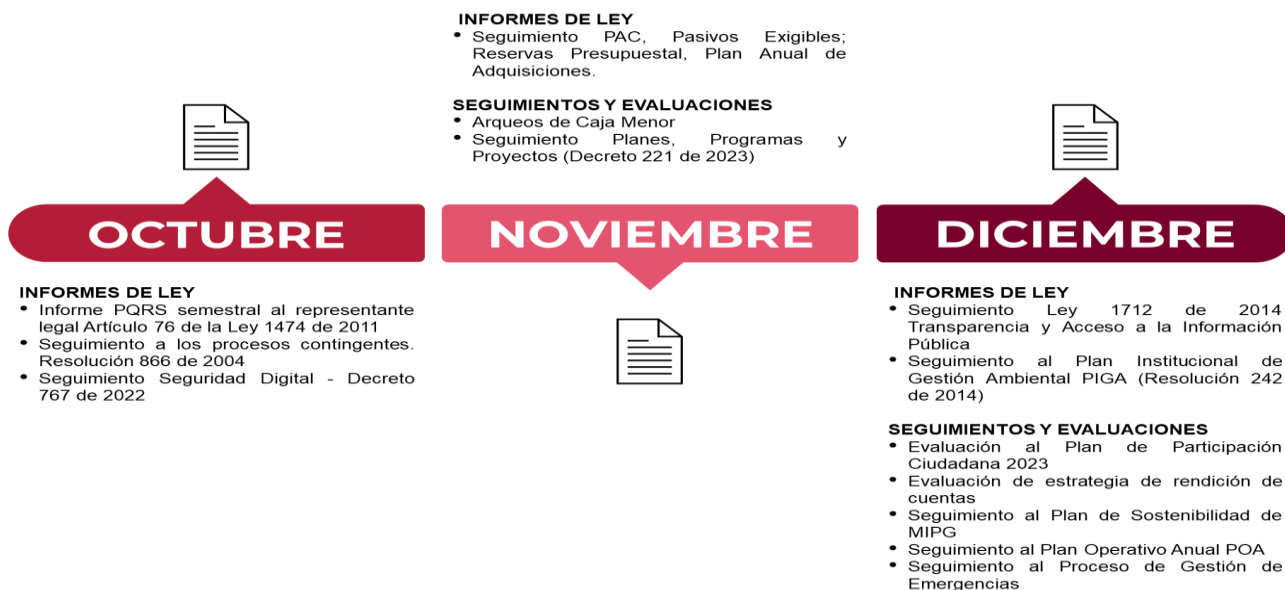 OCTUBRE
INFORMES DE LEY
• Informe PQRS semestral al representante
legal Artículo 76 de la Ley 1474 de 2011
• Seguimiento a los procesos contingentes.
Resolución 866 de 2004
• Seguimiento Seguridad Digital - Decreto
767 de 2022
INFORMES DE LEY
• Seguimiento PAC, Pasivos Exigibles;
Reservas Presupuestal, Plan Anual de
Adquisiciones.
SEGUIMIENTOS Y EVALUACIONES
• Arqueos de Caja Menor
• Seguimiento Planes, Programas y
Proyectos (Decreto 221 de 2023)
NOVIEMBRE
DICIEMBRE
INFORMES DE LEY
• Seguimiento Ley 1712 de 2014
Transparencia y Acceso a la Información
Pública
• Seguimiento al Plan Institucional de
Gestión Ambiental PIGA (Resolución 242
de 2014)
SEGUIMIENTOS Y EVALUACIONES
• Evaluación al Plan de Participación
Ciudadana 2023
• Evaluación de estrategia de rendición de
cuentas
• Seguimiento al Plan de Sostenibilidad de
MIPG
• Seguimiento al Plan Operativo Anual POA
• Seguimiento al Proceso de Gestión de
Emergencias